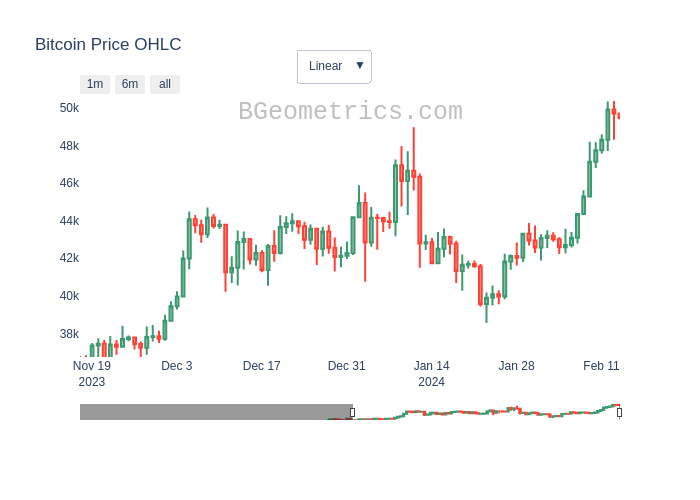 Bitcoin Price OHLC
Linear ▼
1m 6m all
BGeometrics.com
50k
48k
46k
44k
42k
40k
38k
Nov 19 Dec 3 Dec 17 Dec 31 Jan 14 Jan 28 Feb 11
2023 2024